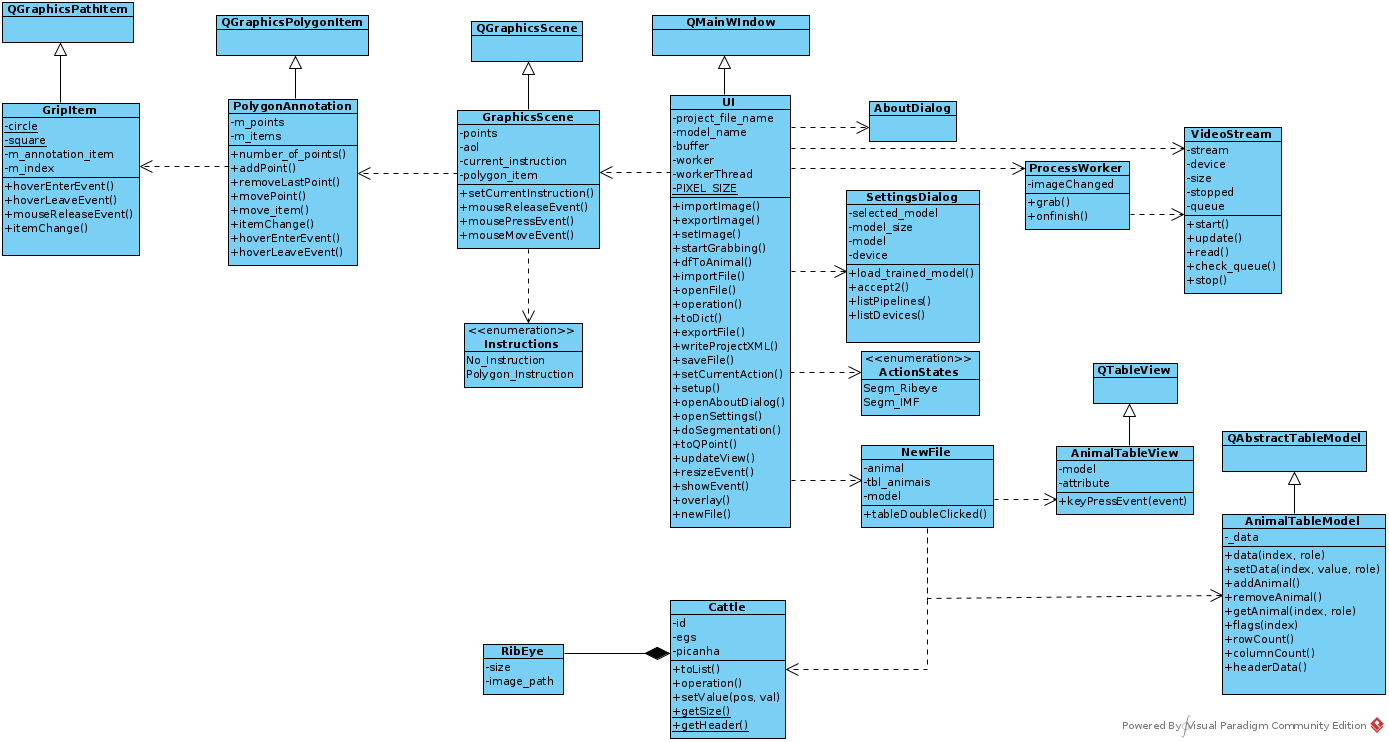 QGraphicsPathItem
GripItem
-circle
-square
-m_annotation_item
-m_index
+hoverEnterEvent()
+hoverLeaveEvent()
+mouseReleaseEvent()
+itemChange()
QGraphicsPolygonItem
PolygonAnnotation
-m_points
-m_items
+number_of_points()
+addPoint()
+removeLastPoint()
+movePoint()
+move_item()
+itemChange()
+hoverEnterEvent()
+hoverLeaveEvent()
QGraphicsScene
GraphicsScene
-points
-aol
-current_instruction
-polygon_item
+setCurrentInstruction()
+mouseReleaseEvent()
+mousePressEvent()
+mouseMoveEvent()
<<enumeration>>
Instructions
No_Instruction
Polygon_Instruction
QMainWIndow
UI
-project_file_name
-model_name
-buffer
-worker
-workerThread
-PIXEL_SIZE
+importImage()
+exportImage()
+setImage()
+startGrabbing()
+dfToAnimal()
+importFile()
+openFile()
+operation()
+toDict()
+exportFile()
+writeProjectXML()
+saveFile()
+setCurrentAction()
+setup()
+openAboutDialog()
+openSettings()
+doSegmentation()
+toQPoint()
+updateView()
+resizeEvent()
+showEvent()
+overlay()
+newFile()
AboutDialog
ProcessWorker
-imageChanged
+grab()
+onfinish()
VideoStream
-stream
-device
-size
-stopped
-queue
+start()
+update()
+read()
+check_queue()
+stop()
SettingsDialog
-selected_model
-model_size
-model
-device
+load_trained_model()
+accept2()
+listPipelines()
+listDevices()
<<enumeration>>
ActionStates
Segm_Ribeye
Segm_IMF
NewFile
-animal
-tbl_animais
-model
+tableDoubleClicked()
QTableView
AnimalTableView
-model
-attribute
+keyPressEvent(event)
QAbstractTableModel
AnimalTableModel
-_data
+data(index, role)
+setData(index, value, role)
+addAnimal()
+removeAnimal()
+getAnimal(index, role)
+flags(index)
+rowCount()
+columnCount()
+headerData()
RibEye
-size
-image_path
Cattle
-id
-egs
-picanha
+toList()
+operation()
+setValue(pos, val)
+getSize()
+getHeader()
Powered By Visual Paradigm Community Edition